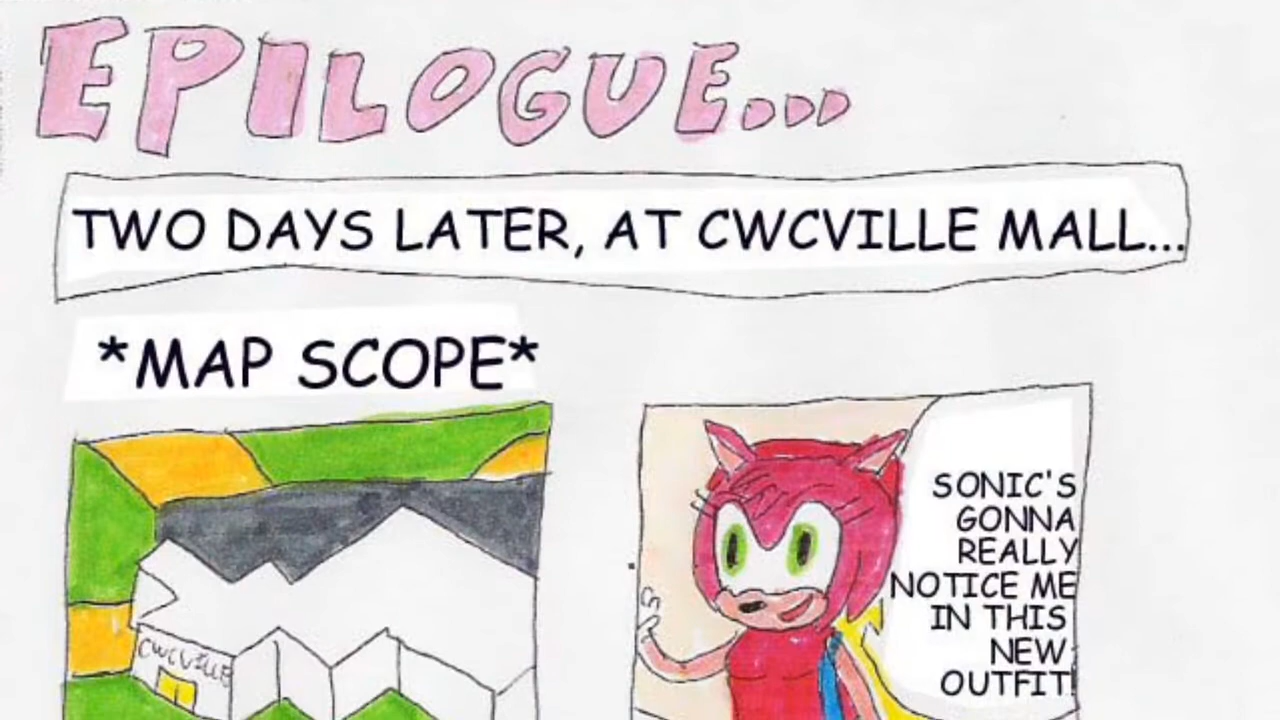 EPILOGUE...
TWO DAYS LATER, AT CWCVILLE MALL...
*MAP SCOPE*
CWCVILLE
SONIC'S
GONNA
REALLY
NOTICE ME
IN THIS
NEW
OUTFIT!